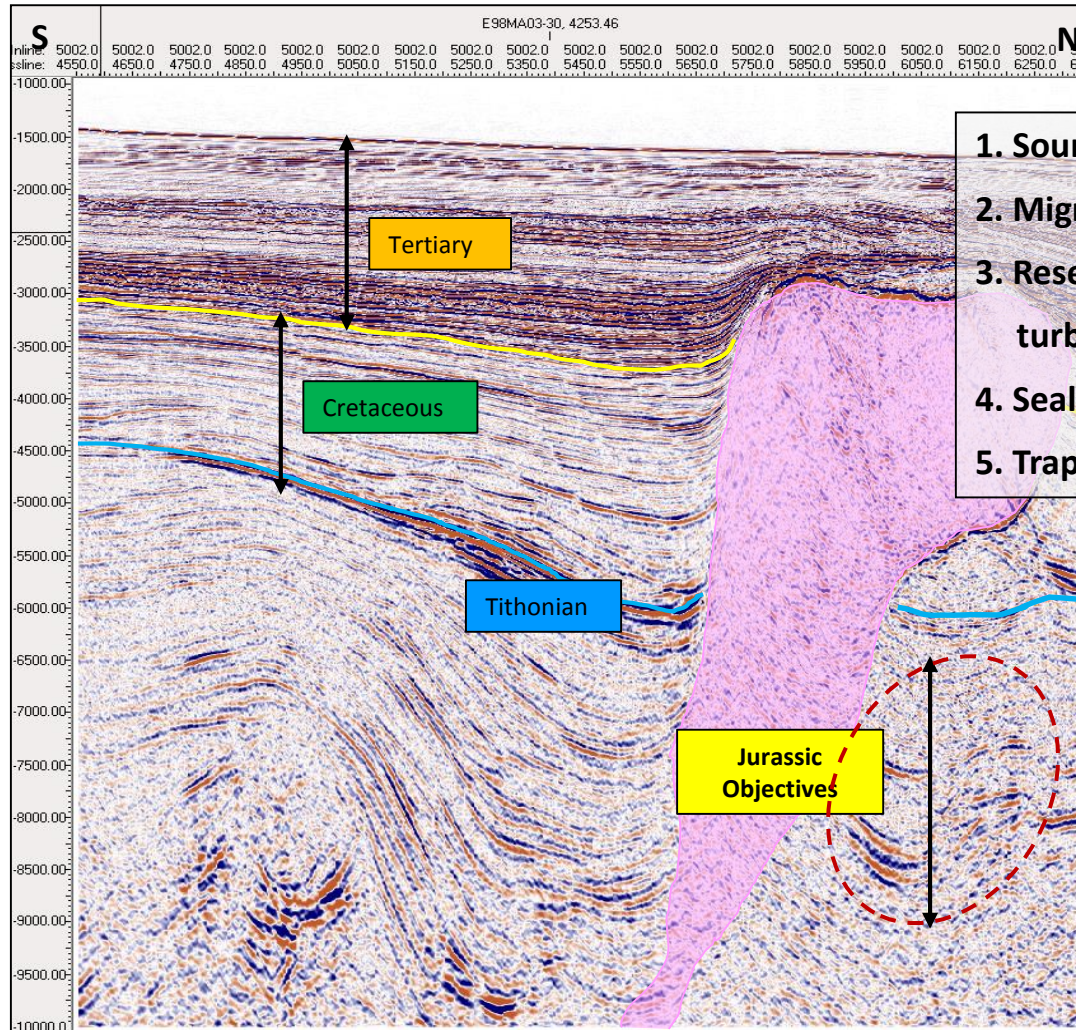 E98MA03-30, 4253.46
S
N
Inline: 5002.0 5002.0 5002.0 5002.0 5002.0 5002.0 5002.0 5002.0 5002.0 5002.0 5002.0 5002.0 5002.0 5002.0 5002.0 5002.0 5002.0 5002.0
ssline: 4550.0 4650.0 4750.0 4850.0 4950.0 5050.0 5150.0 5250.0 5350.0 5450.0 5550.0 5650.0 5750.0 5850.0 5950.0 6050.0 6150.0 6250.0
-1000.00
-1500.00
-2000.00
-2500.00
-3000.00
-3500.00
-4000.00
-4500.00
-5000.00
-5500.00
-6000.00
-6500.00
-7000.00
-7500.00
-8000.00
-8500.00
-9000.00
-9500.00
-10000.0
Tertiary
Cretaceous
Tithonian
Jurassic
Objectives
1. Sour
2. Migr
3. Rese
turb
4. Seal
5. Trap